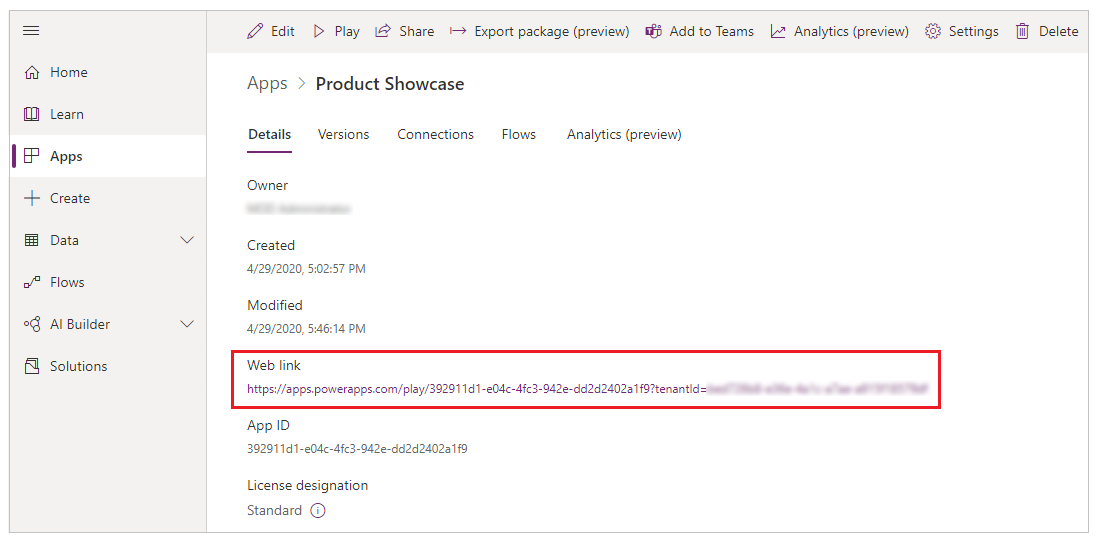 Edit Play Share Export package (preview) Add to Teams Analytics (preview) Settings Delete
Home
Learn
Apps
Create
Data
Flows
AI Builder
Solutions
Apps > Product Showcase
Details Versions Connections Flows Analytics (preview)
Owner
Created
4/29/2020, 5:02:57 PM
Modified
4/29/2020, 5:46:14 PM
Web link
https://apps.powerapps.com/play/392911d1-e04c-4fc3-942e-dd2d2402a1f9?tenantId=
App ID
392911d1-e04c-4fc3-942e-dd2d2402a1f9
License designation
Standard